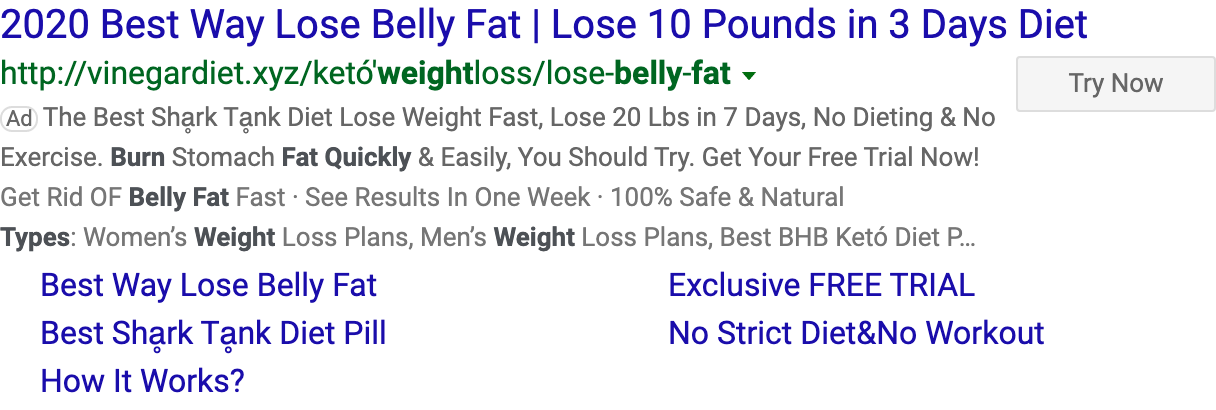 2020 Best Way Lose Belly Fat | Lose 10 Pounds in 3 Days Diet
http://vinegardiet.xyz/ketó'weightloss/lose-belly-fat
Try Now
Ad The Best Sḁrk Tḁnk Diet Lose Weight Fast, Lose 20 Lbs in 7 Days, No Dieting & No
Exercise. Burn Stomach Fat Quickly & Easily, You Should Try. Get Your Free Trial Now!
Get Rid OF Belly Fat Fast · See Results In One Week · 100% Safe & Natural
Types: Women’s Weight Loss Plans, Men’s Weight Loss Plans, Best BHB Ketó Diet P...
Best Way Lose Belly Fat
Exclusive FREE TRIAL
Best Shḁrk Tḁnk Diet Pill
No Strict Diet&No Workout
How It Works?